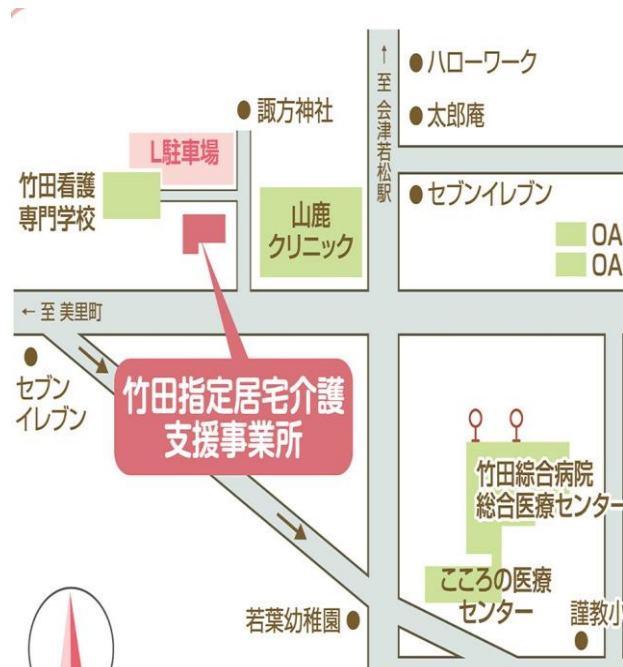 ハローワーク
↑至 会津若松駅
諏方神社
太郎庵
L駐車場
竹田看護
専門学校
セブンイレブン
山鹿
クリニック
OA
OA
← 至 美里町
セブン
イレブン
竹田指定居宅介護
支援事業所
竹田綜合病院
総合医療センター
こころの医療
センター
若葉幼稚園
謹教小